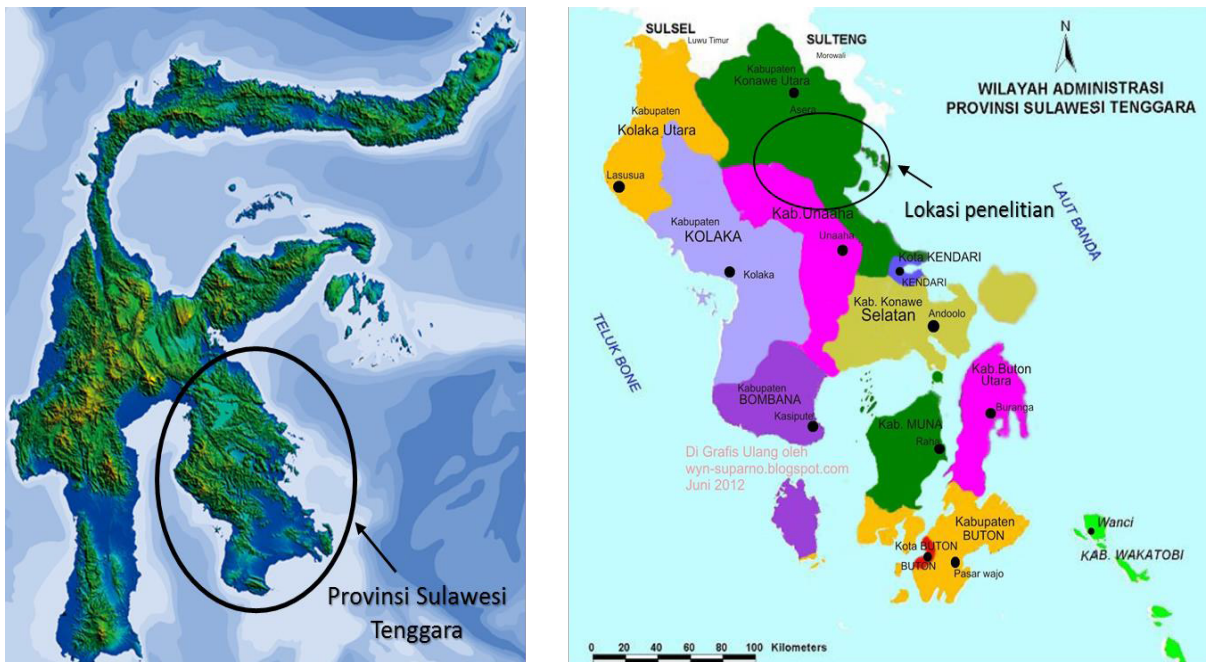 Provinsi Sulawesi
Tenggara
SULSEL
Luwu Timur
SULTENG
Morowali
N
WILAYAH ADMINISTRASI
PROVINSI SULAWESI TENGGARA
Kabupaten
Konawe Utara
Asera
Kabupaten
Kolaka Utara
Lasusua
Lokasi penelitian
LAUT BANDA
Kab.Unaaha
Unaaha
Kabupaten
KOLAKA
Kolaka
Kota KENDARI
KENDARI
Kab. Konawe
Selatan
Andoolo
TELUK BONE
Kabupaten
BOMBANA
Kasipute
Kab.Buton
Utara
Buranga
Kab. MUNA
Raha
Di Grafis Ulang oleh
wyn-suparno.blogspot.com
Juni 2012
Kabupaten
BUTON
Kota BUTON
BUTON
Pasar wajo
Wanci
KAB. WAKATOBI
0 20 40 60 80 100 Kilometers